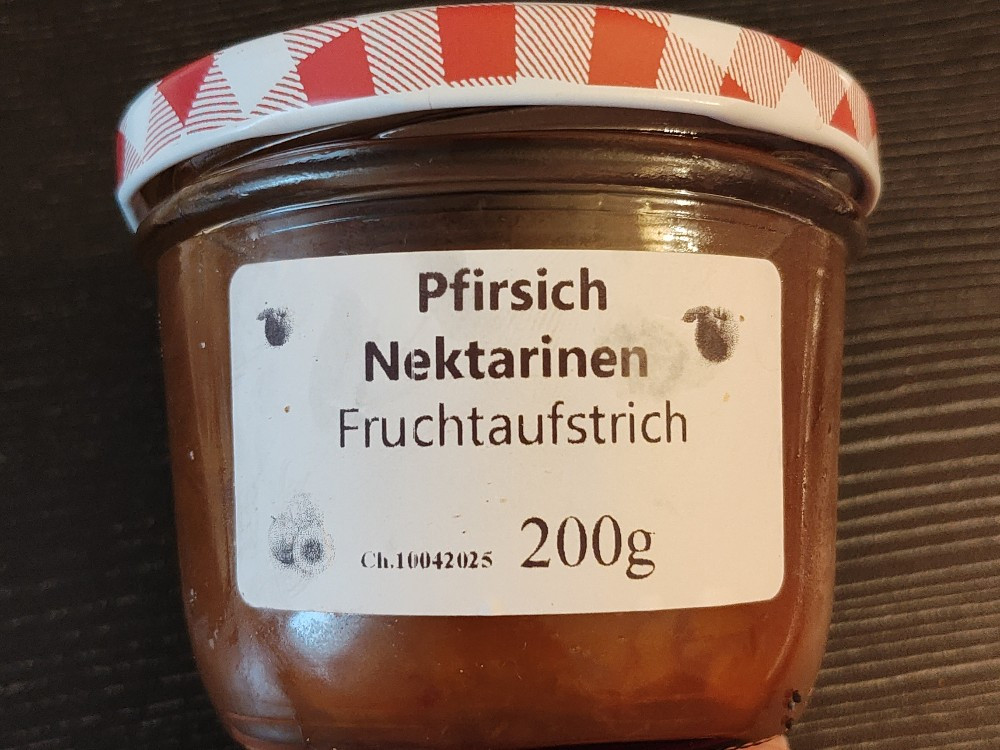 Pfirsich
Nektarinen
Fruchtaufstrich
Ch.10042025 200g